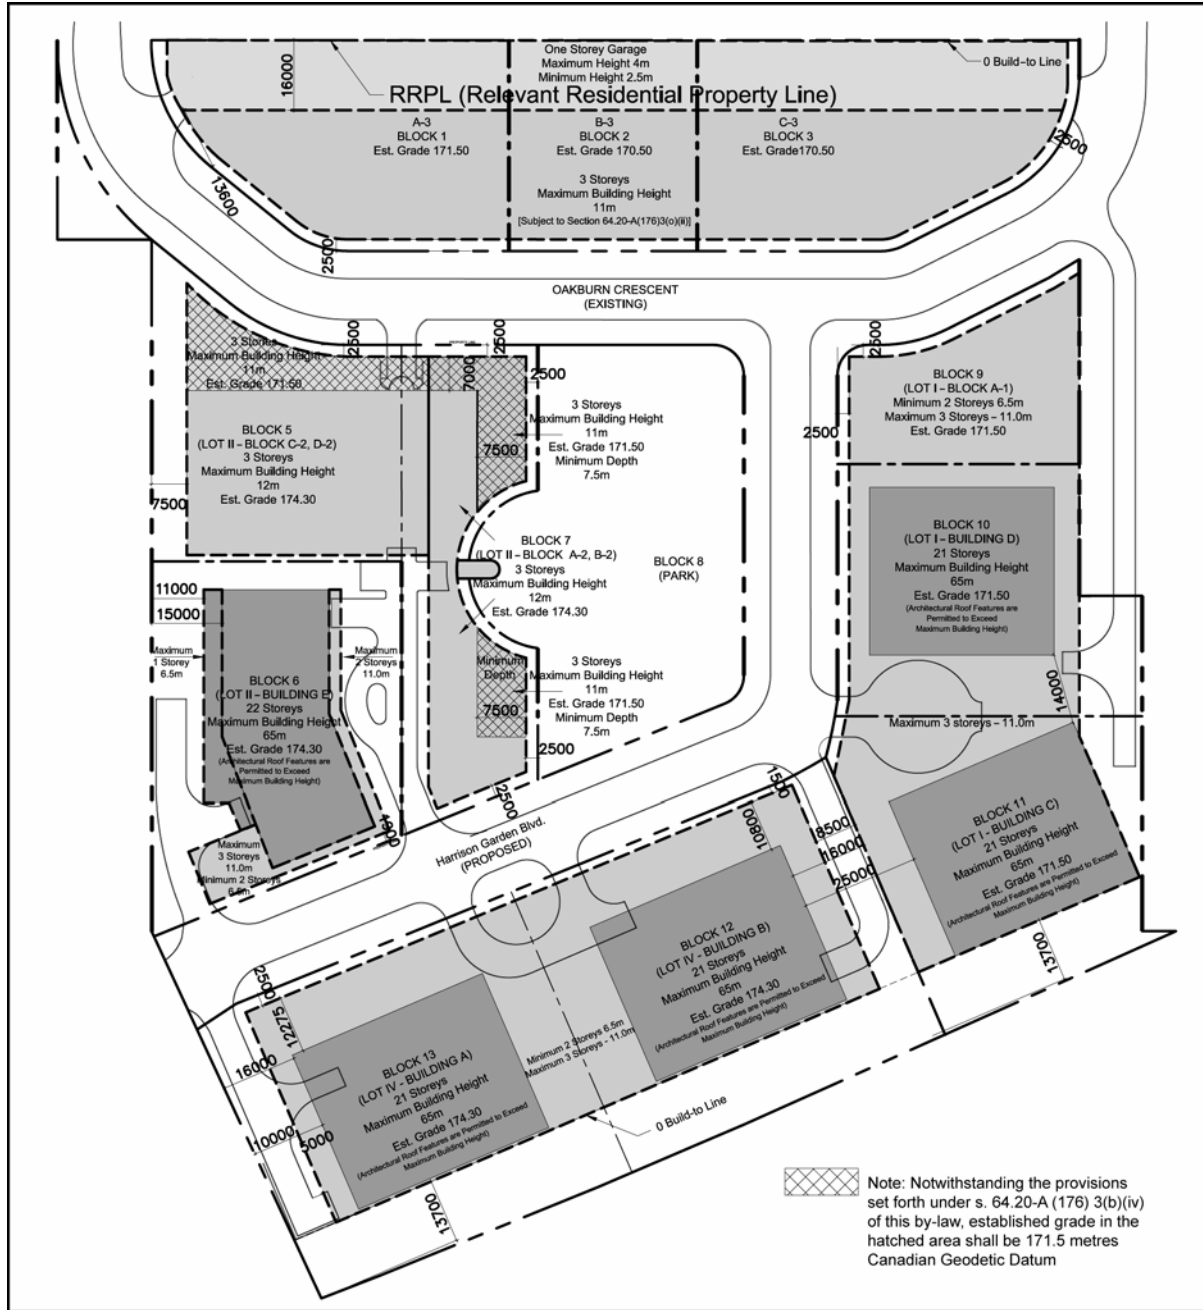 One Storey Garage
Maximum Height 4m
Minimum Height 2.5m
0 Build-to Line
16000
RRPL (Relevant Residential Property Line)
A-3
BLOCK 1
Est. Grade 171.50
B-3
BLOCK 2
Est. Grade 170.50
C-3
BLOCK 3
Est. Grade170.50
2500
13600
3 Storeys
Maximum Building Height
11m
[Subject to Section 64.20-A(176)3(o)(ii)]
2500
OAKBURN CRESCENT
(EXISTING)
2500
2500
2500
3 Stories
Maximum Building Height
11m
Est. Grade 171.50
7000
2500
BLOCK 5
(LOT II – BLOCK C-2, D-2)
3 Storeys
Maximum Building Height
12m
Est. Grade 174.30
7500
3 Storeys
Maximum Building Height
11m
Est. Grade 171.50
Minimum Depth
7.5m
7500
2500
BLOCK 9
(LOT I – BLOCK A-1)
Minimum 2 Storeys 6.5m
Maximum 3 Storeys – 11.0m
Est. Grade 171.50
BLOCK 7
(LOT II – BLOCK A-2, B-2)
3 Storeys
Maximum Building Height
12m
Est. Grade 174.30
BLOCK 8
(PARK)
BLOCK 10
(LOT I – BUILDING D)
21 Storeys
Maximum Building Height
65m
Est. Grade 171.50
(Architectural Roof Features are
Permitted to Exceed
Maximum Building Height)
11000
15000
Maximum
1 Storey
6.5m
Maximum
2 Storeys
11.0m
BLOCK 6
(LOT II – BUILDING E)
22 Storeys
Maximum Building Height
65m
Est. Grade 174.30
(Architectural Roof Features are
Permitted to Exceed
Maximum Building Height)
Minimum
Depth
7500
3 Storeys
Maximum Building Height
11m
Est. Grade 171.50
Minimum Depth
7.5m
2500
14000
Maximum 3 storeys – 11.0m
2500
Maximum
3 Storeys
11.0m
Minimum 2 Storeys
Harrison Garden Blvd.
(PROPOSED)
1500
10800
8500
16000
25000
BLOCK 11
(LOT I - BUILDING C)
21 Storeys
Maximum Building Height
65m
Est. Grade 171.50
(Architectural Roof Features are Permitted to Exceed
Maximum Building Height)
13700
BLOCK 12
(LOT IV - BUILDING B)
21 Storeys
Maximum Building Height
65m
Est. Grade 174.30
(Architectural Roof Features are Permitted to Exceed
Maximum Building Height)
2500
12275
16000
10000
5000
Minimum 2 Storeys 6.5m
Maximum 3 Storeys - 11.0m
BLOCK 13
(LOT IV - BUILDING A)
21 Storeys
Maximum Building Height
65m
Est. Grade 174.30
(Architectural Roof Features are Permitted to Exceed
Maximum Building Height)
0 Build-to Line
13700
Note: Notwithstanding the provisions
set forth under s. 64.20-A (176) 3(b)(iv)
of this by-law, established grade in the
hatched area shall be 171.5 metres
Canadian Geodetic Datum